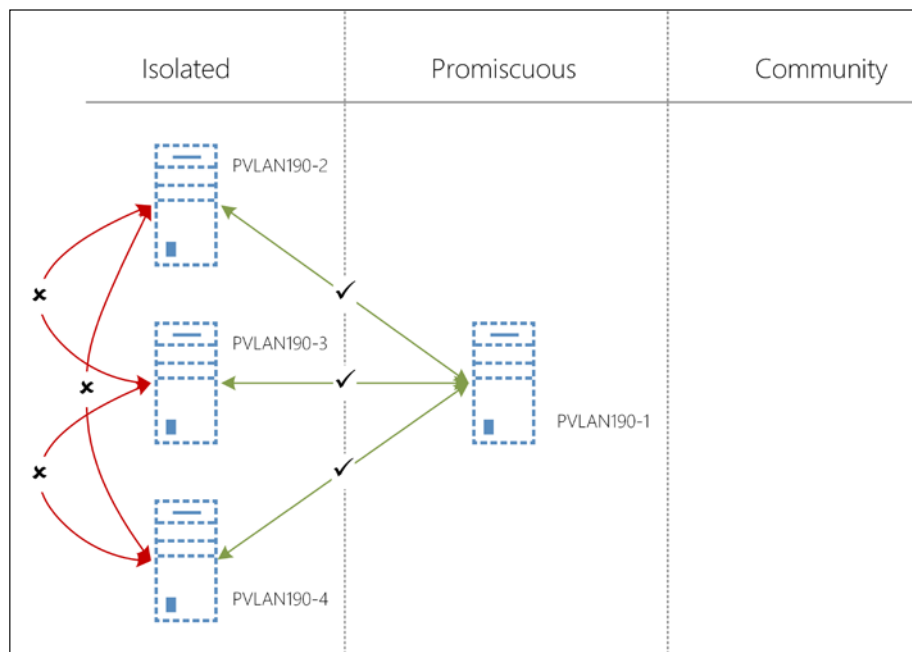 Isolated
Promiscuous
Community
PVLAN190-2
PVLAN190-3
PVLAN190-1
PVLAN190-4